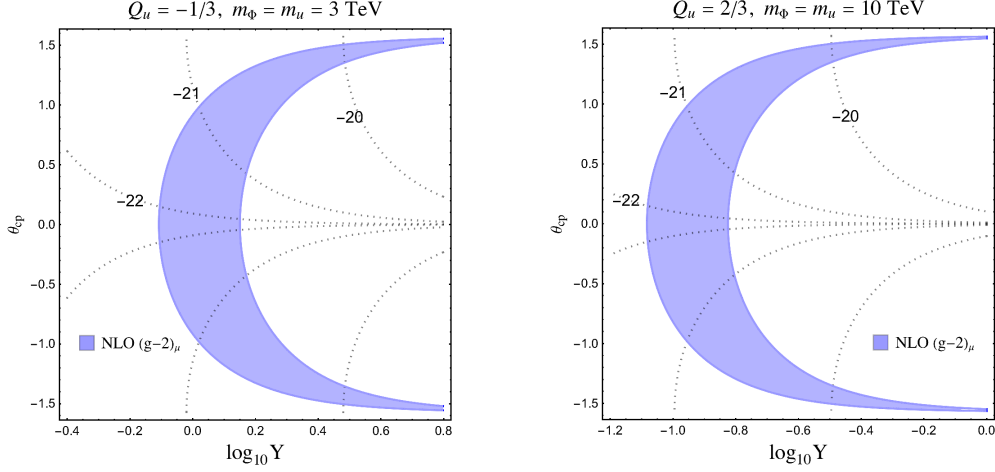 Q_u = −1/3, m_Φ = m_u = 3 TeV
1.5
1.0
0.5
0.0
−0.5
−1.0
−1.5
θ_cp
−21
−20
−22
NLO (g−2)_μ
−0.4 −0.2 0.0 0.2 0.4 0.6 0.8
log₁₀Y
Q_u = 2/3, m_Φ = m_u = 10 TeV
1.5
1.0
0.5
0.0
−0.5
−1.0
−1.5
θ_cp
−21
−20
−22
NLO (g−2)_μ
−1.2 −1.0 −0.8 −0.6 −0.4 −0.2 0.0
log₁₀Y